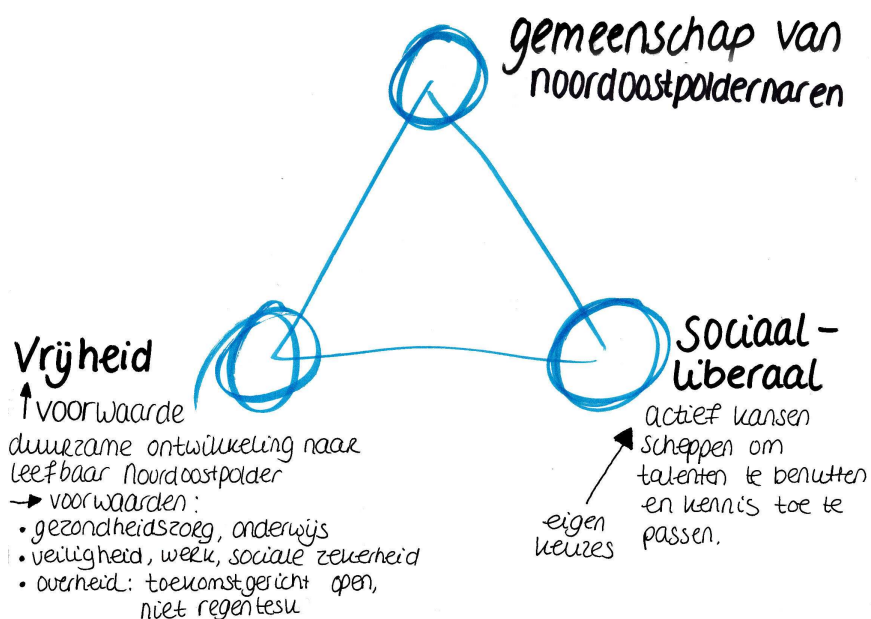 gemeenschap van
noordoostpoldernaren
Vrijheid
voorwaarde
duurzame ontwikkeling naar
leefbaar Noordoostpolder
→ voorwaarden:
• gezondheidszorg, onderwijs
• veiligheid, werk, sociale zekerheid
• overheid: toekomstgericht open,
niet regentesk
sociaal-
liberaal
actief kansen
scheppen om
talenten te benutten
en kennis toe te
passen.
eigen
keuzes